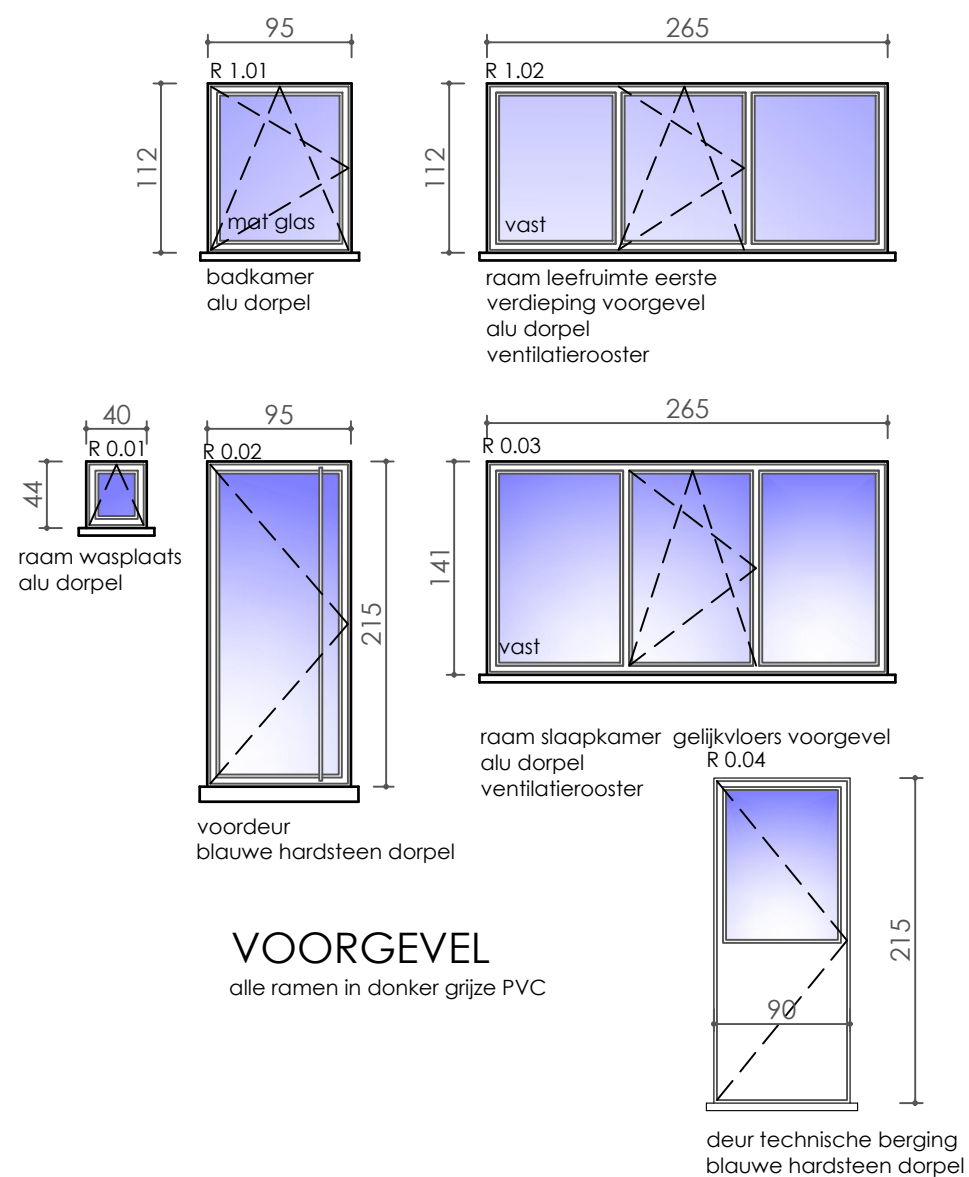 95
265
R 1.01
R 1.02
112
112
mat glas
vast
badkamer
alu dorpel
raam leefruimte eerste
verdieping voorgevel
alu dorpel
ventilatierooster
40
95
265
R 0.01
R 0.02
R 0.03
44
215
141
raam wasplaats
alu dorpel
vast
voordeur
blauwe hardsteen dorpel
raam slaapkamer gelijkvloers voorgevel
alu dorpel
ventilatierooster
R 0.04
215
90
deur technische berging
blauwe hardsteen dorpel
VOORGEVEL
alle ramen in donker grijze PVC